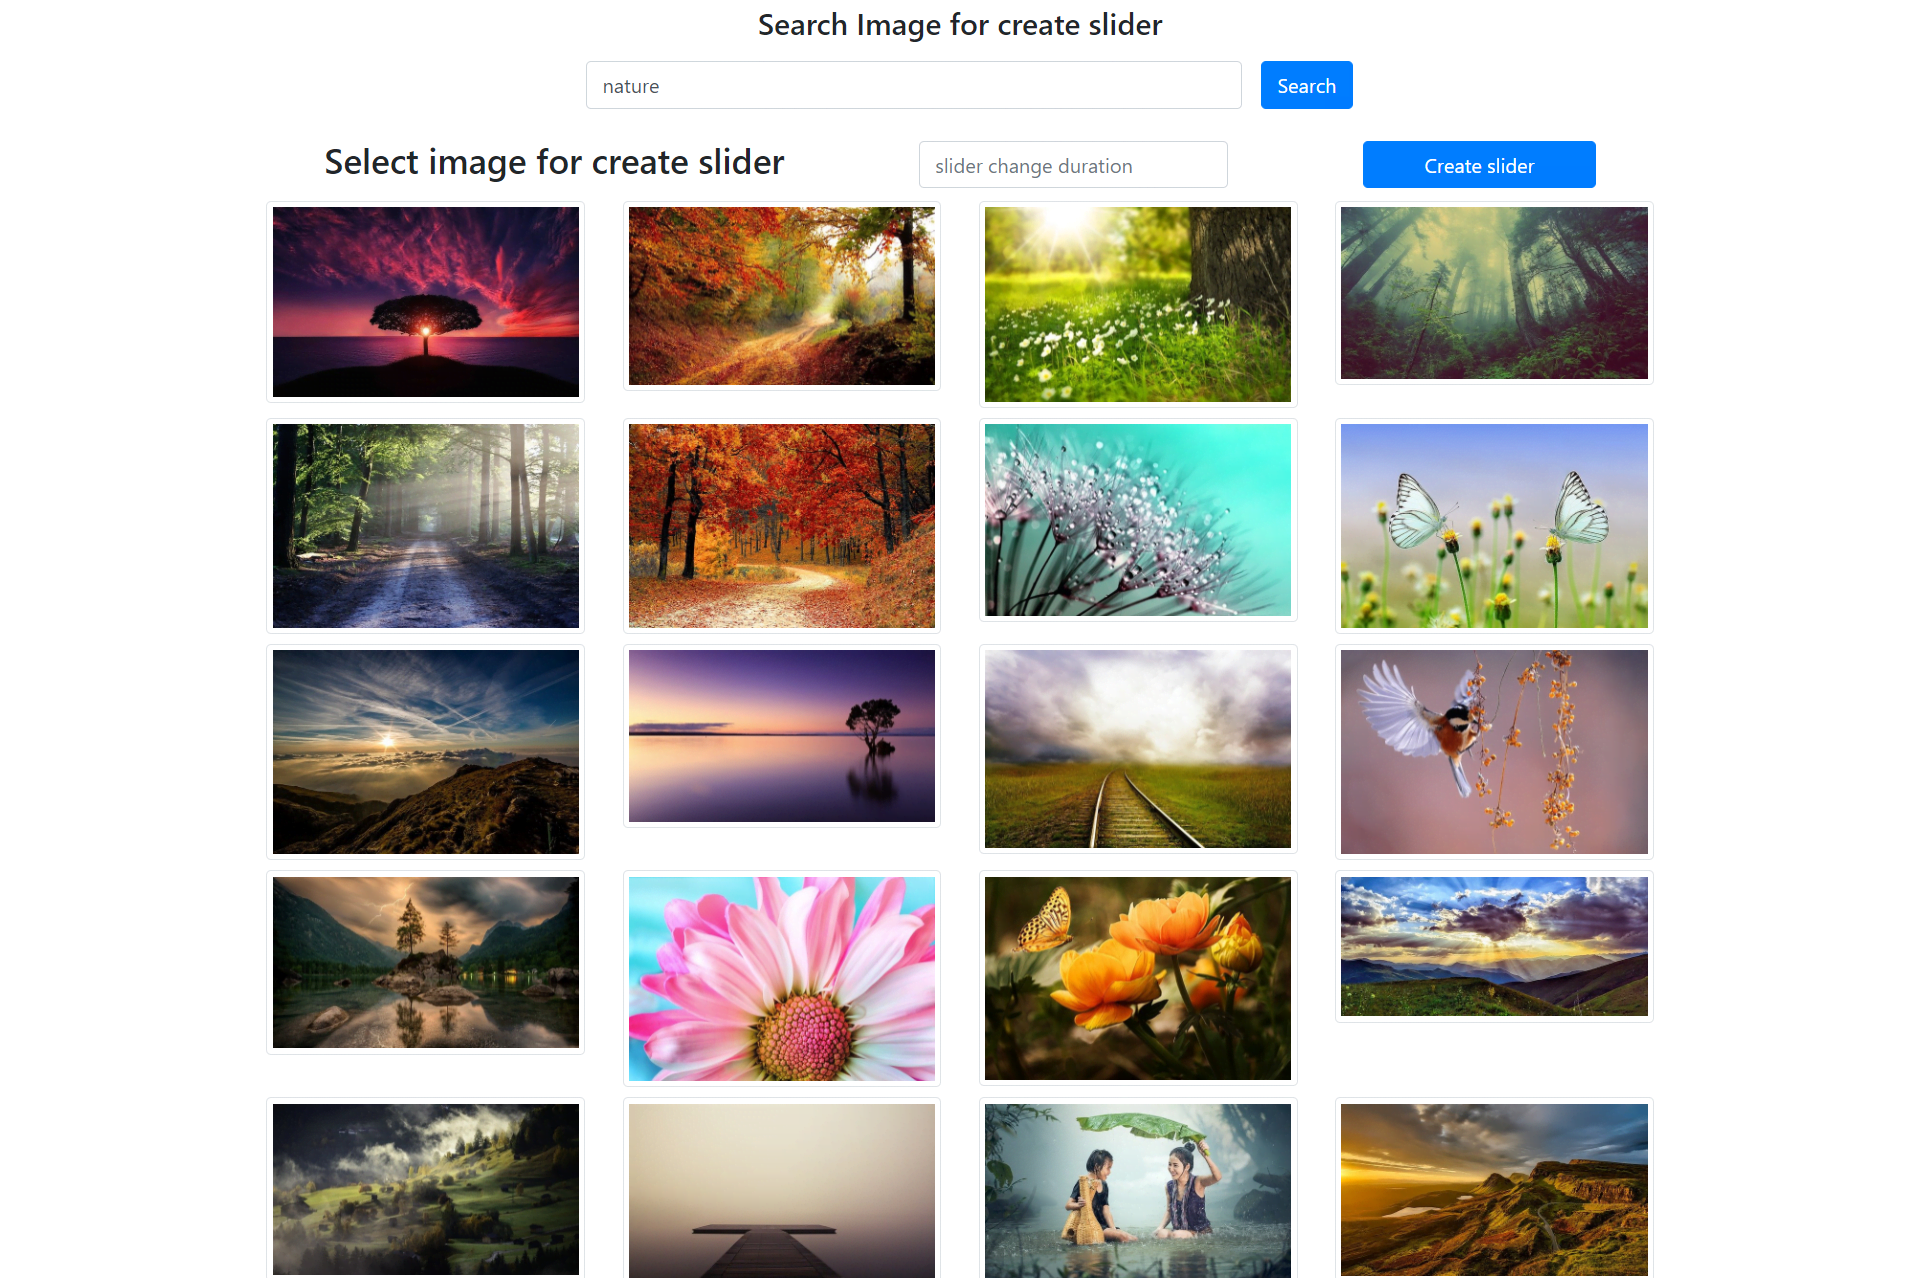 Search Image for create slider
nature
Search
Select image for create slider
slider change duration
Create slider